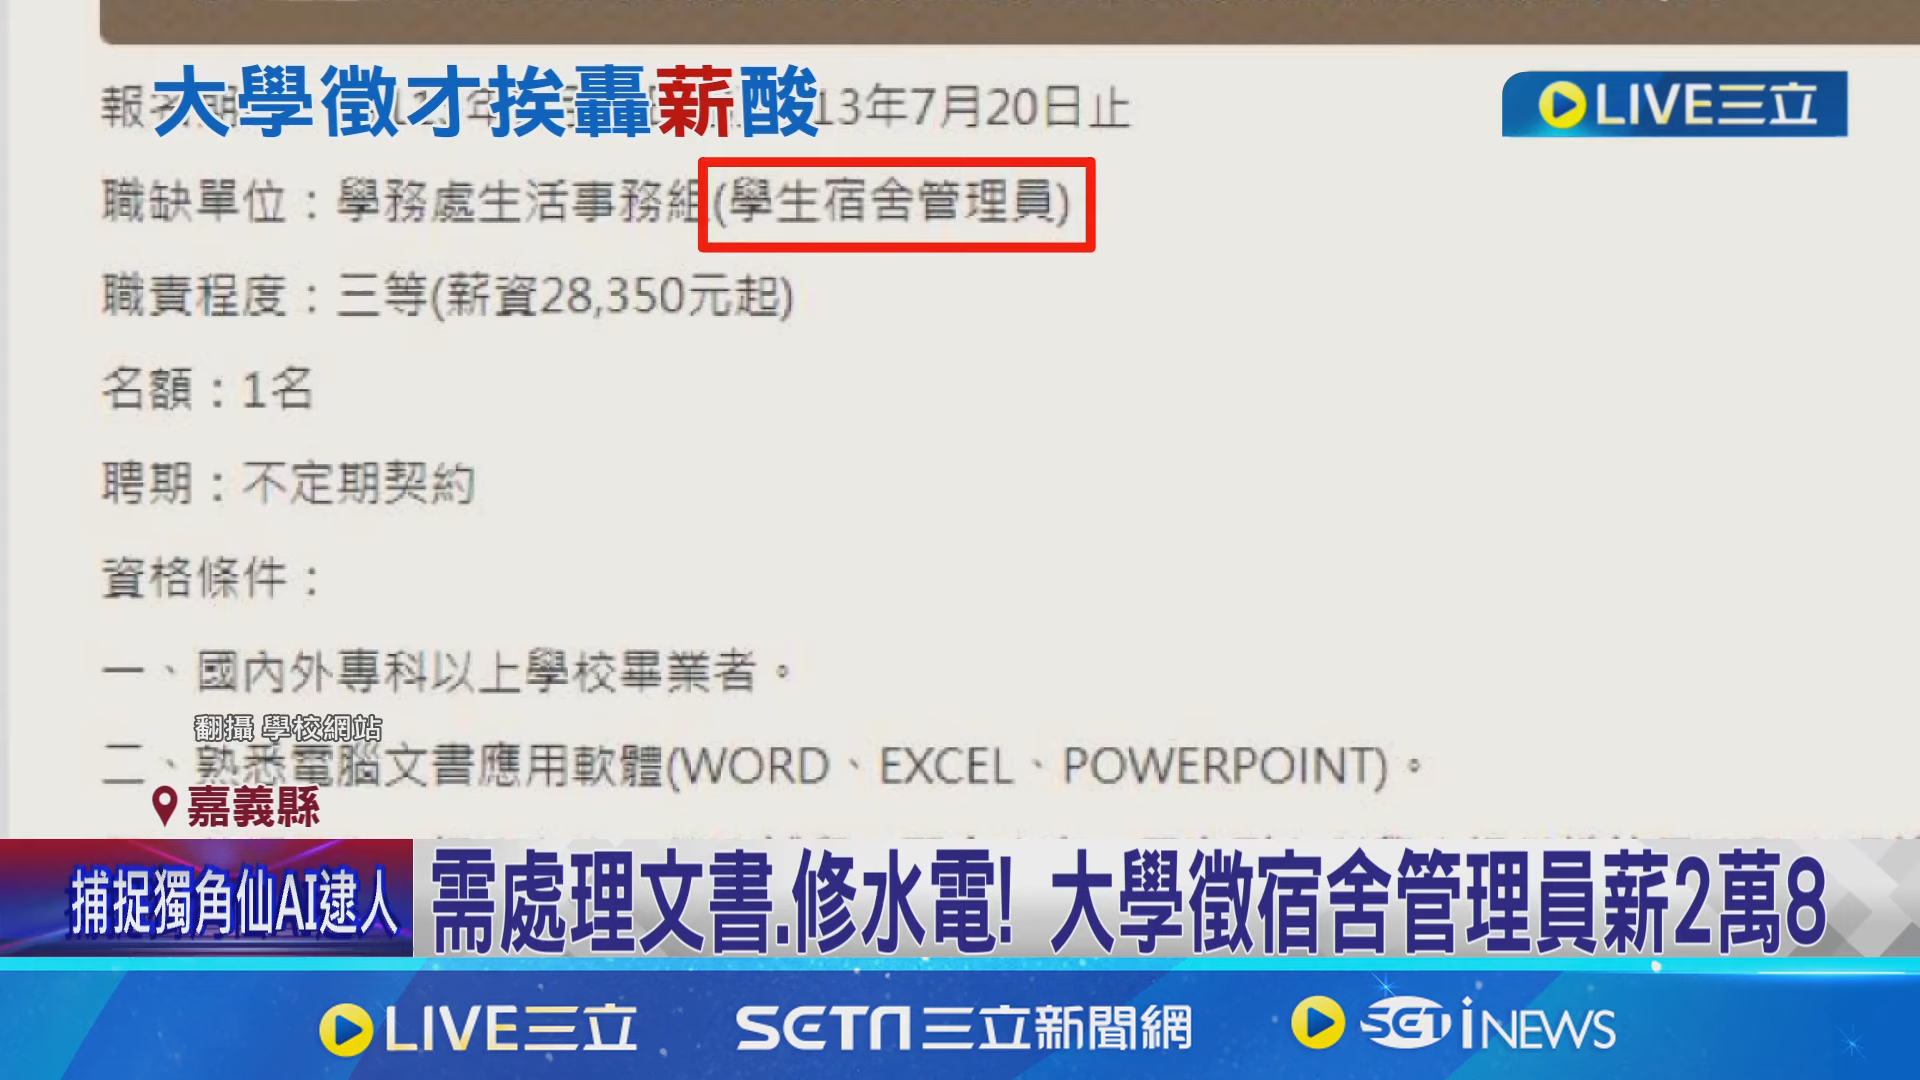 大學徵才挨轟薪酸
LIVE三立
13年7月20日止
職缺單位：學務處生活事務組(學生宿舍管理員)
職責程度：三等(薪資28,350元起)
名額：1名
聘期：不定期契約
資格條件：
一、國內外專科以上學校畢業者。
翻攝 學校網站
二、熟悉電腦文書應用軟體(WORD、EXCEL、POWERPOINT)。
嘉義縣
捕捉獨角仙AI逮人
需處理文書.修水電! 大學徵宿舍管理員薪2萬8
LIVE三立 SETN三立新聞網 SET iNEWS